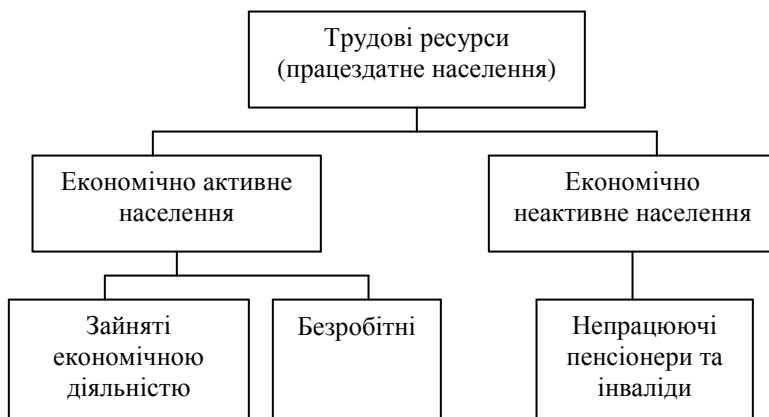 Трудові ресурси
(працездатне населення)
Економічно активне
населення
Економічно
неактивне населення
Зайняті
економічною
діяльністю
Безробітні
Непрацюючі
пенсіонери та
інваліди